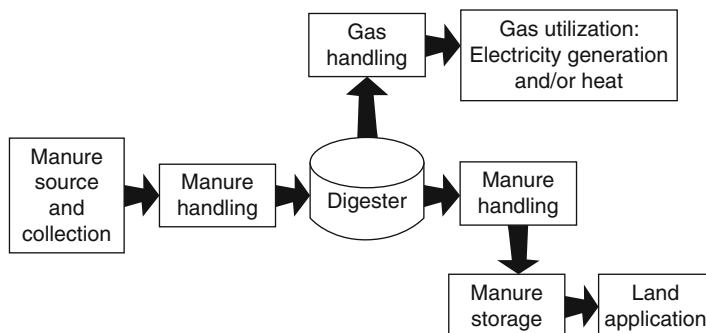 Gas
handling
Gas utilization:
Electricity generation
and/or heat
Manure
source
and
collection
Manure
handling
Digester
Manure
handling
Manure
storage
Land
application